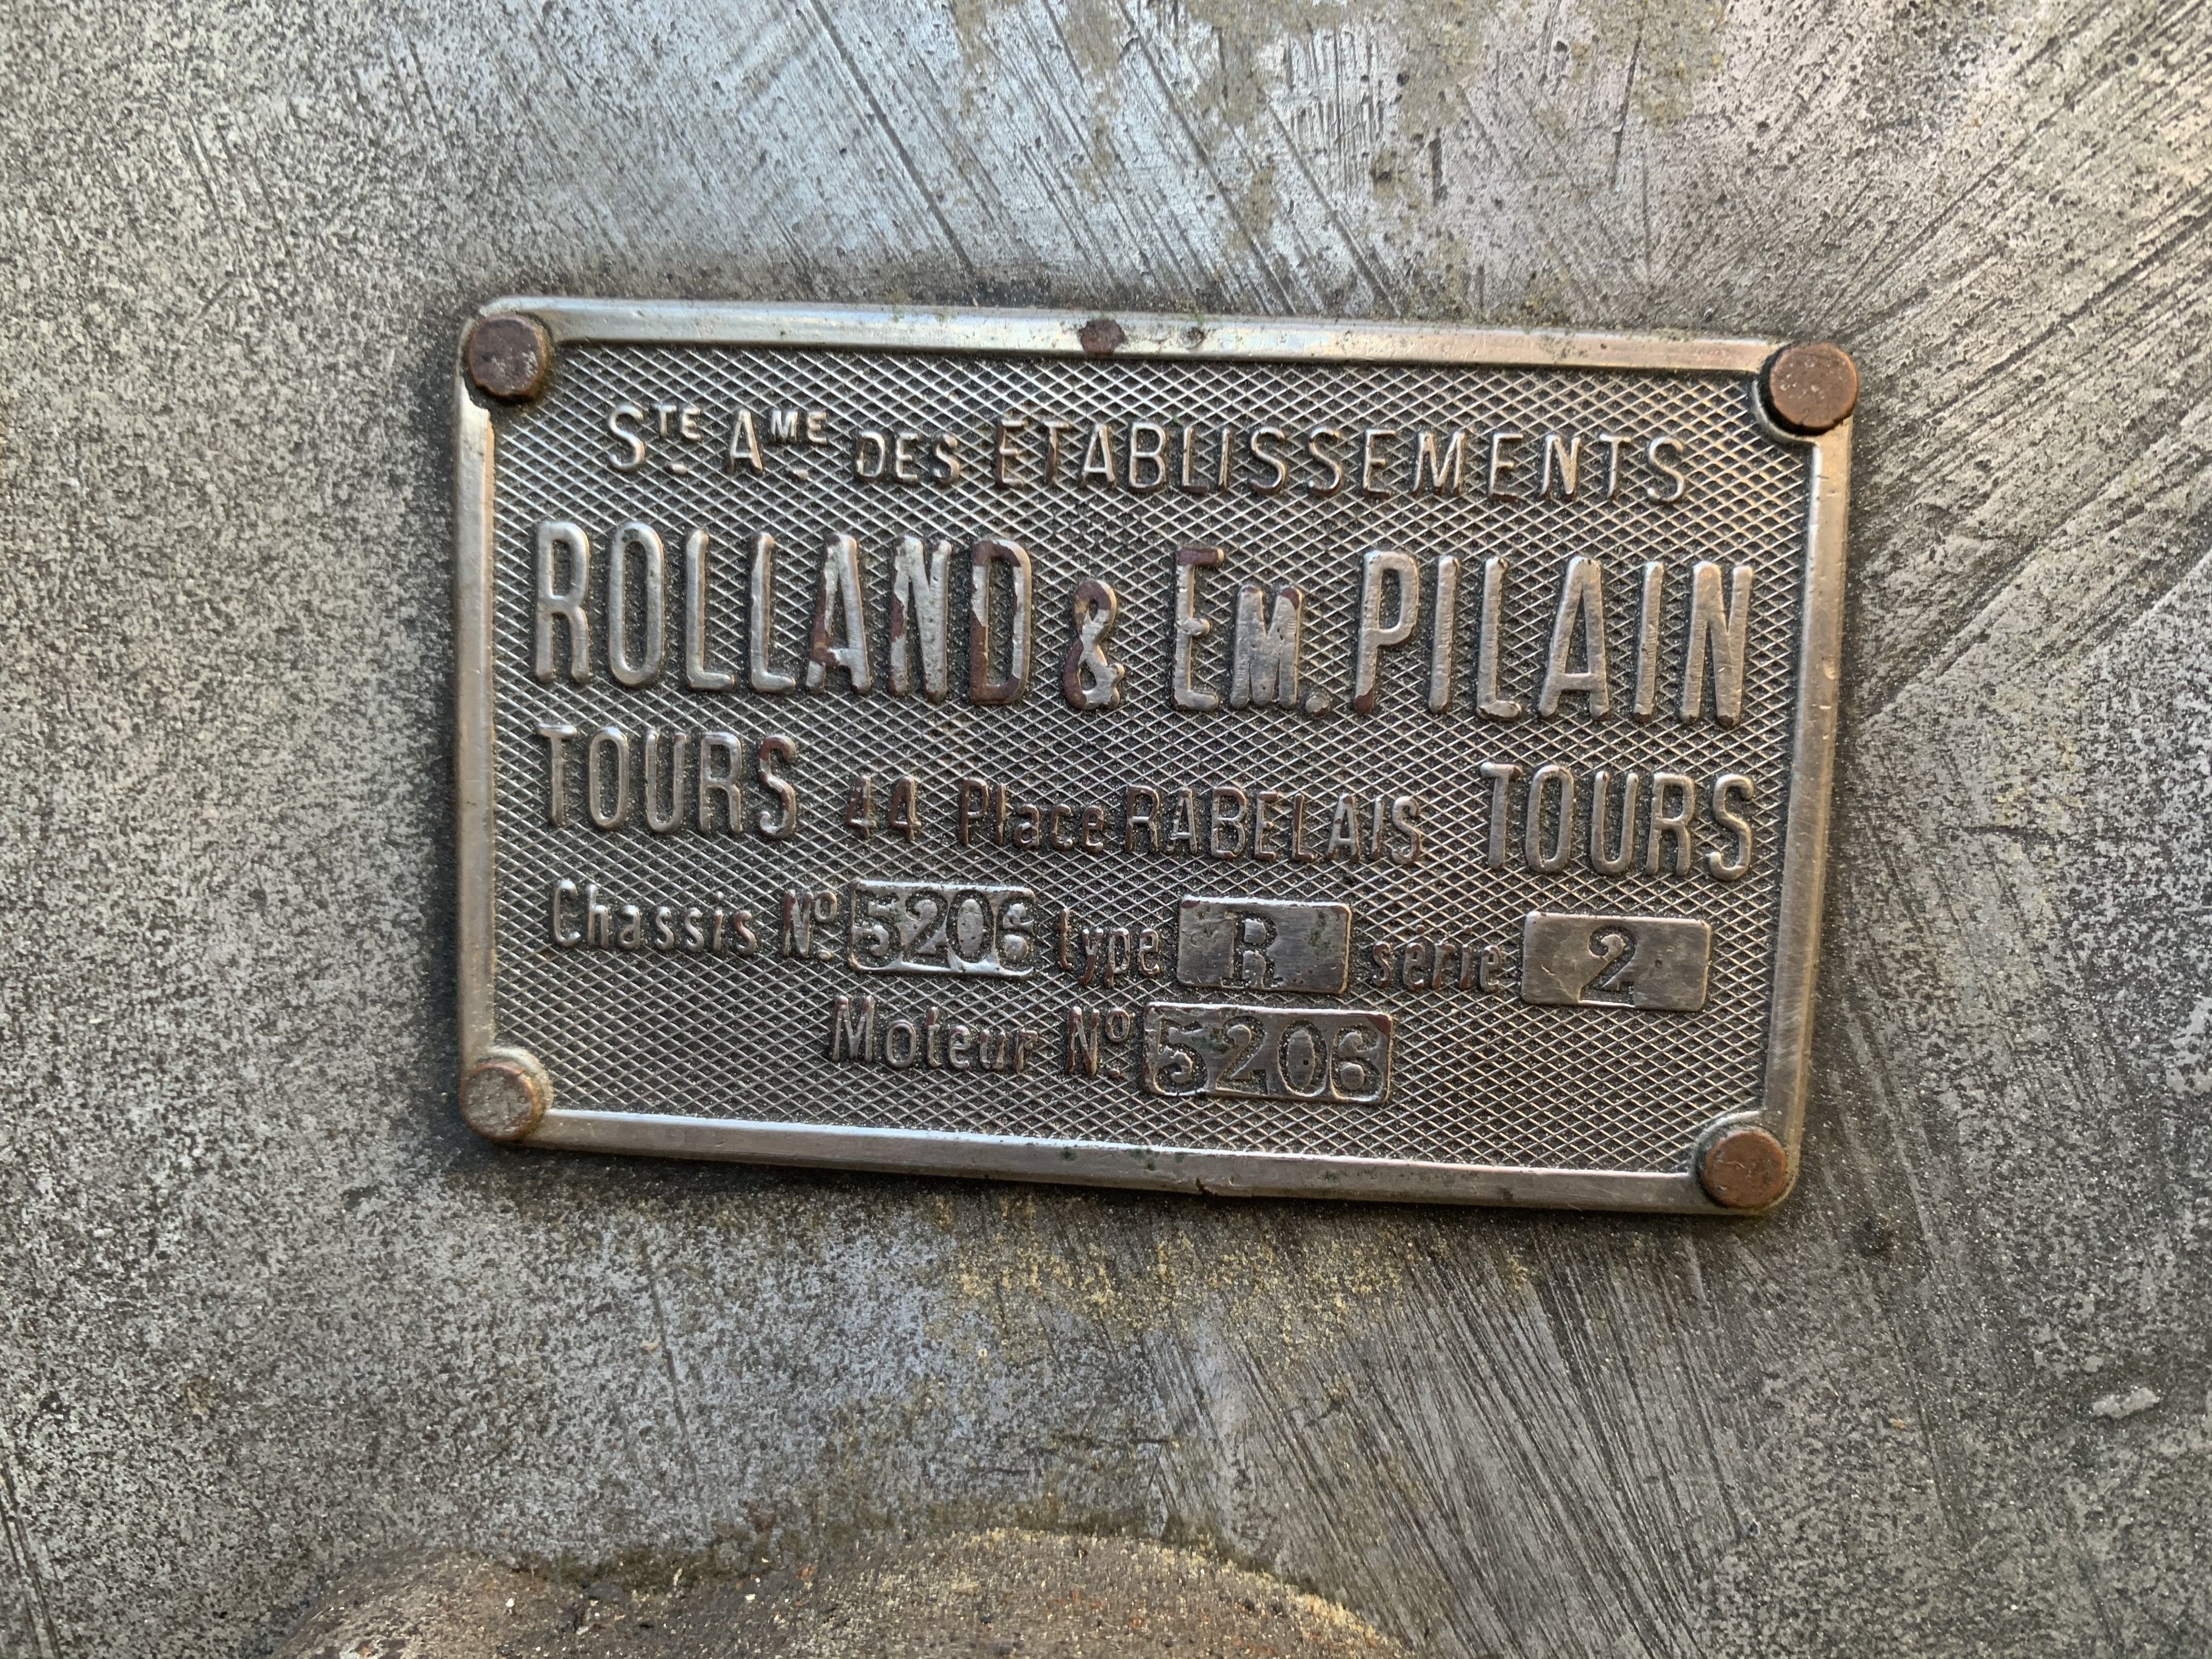 STE AME DES ÉTABLISSEMENTS
ROLLAND & EM. PILAIN
TOURS 44 Place RABELAIS TOURS
Chassis No 5206 type R série 2
Moteur No 5206